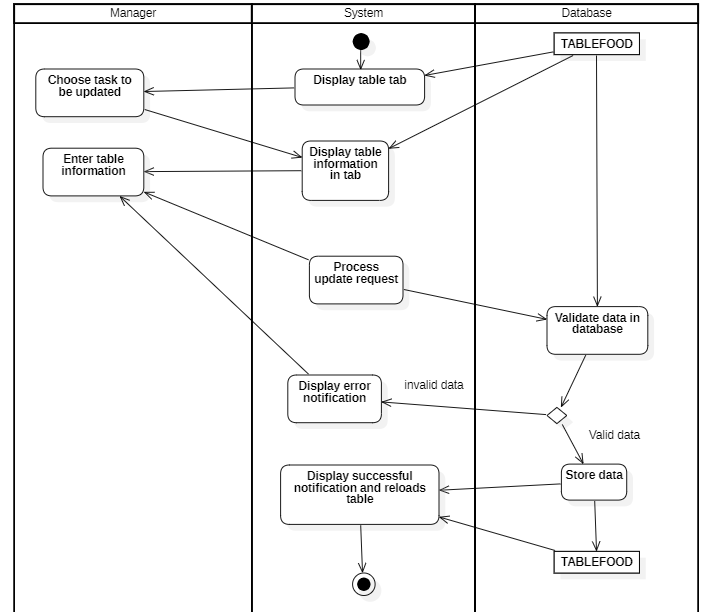 Manager
System
Database
TABLEFOOD
Choose task to
be updated
Display table tab
Enter table
information
Display table
information
in tab
Process
update request
Validate data in
database
Display error
notification
invalid data
Valid data
Display successful
notification and reloads
table
Store data
TABLEFOOD